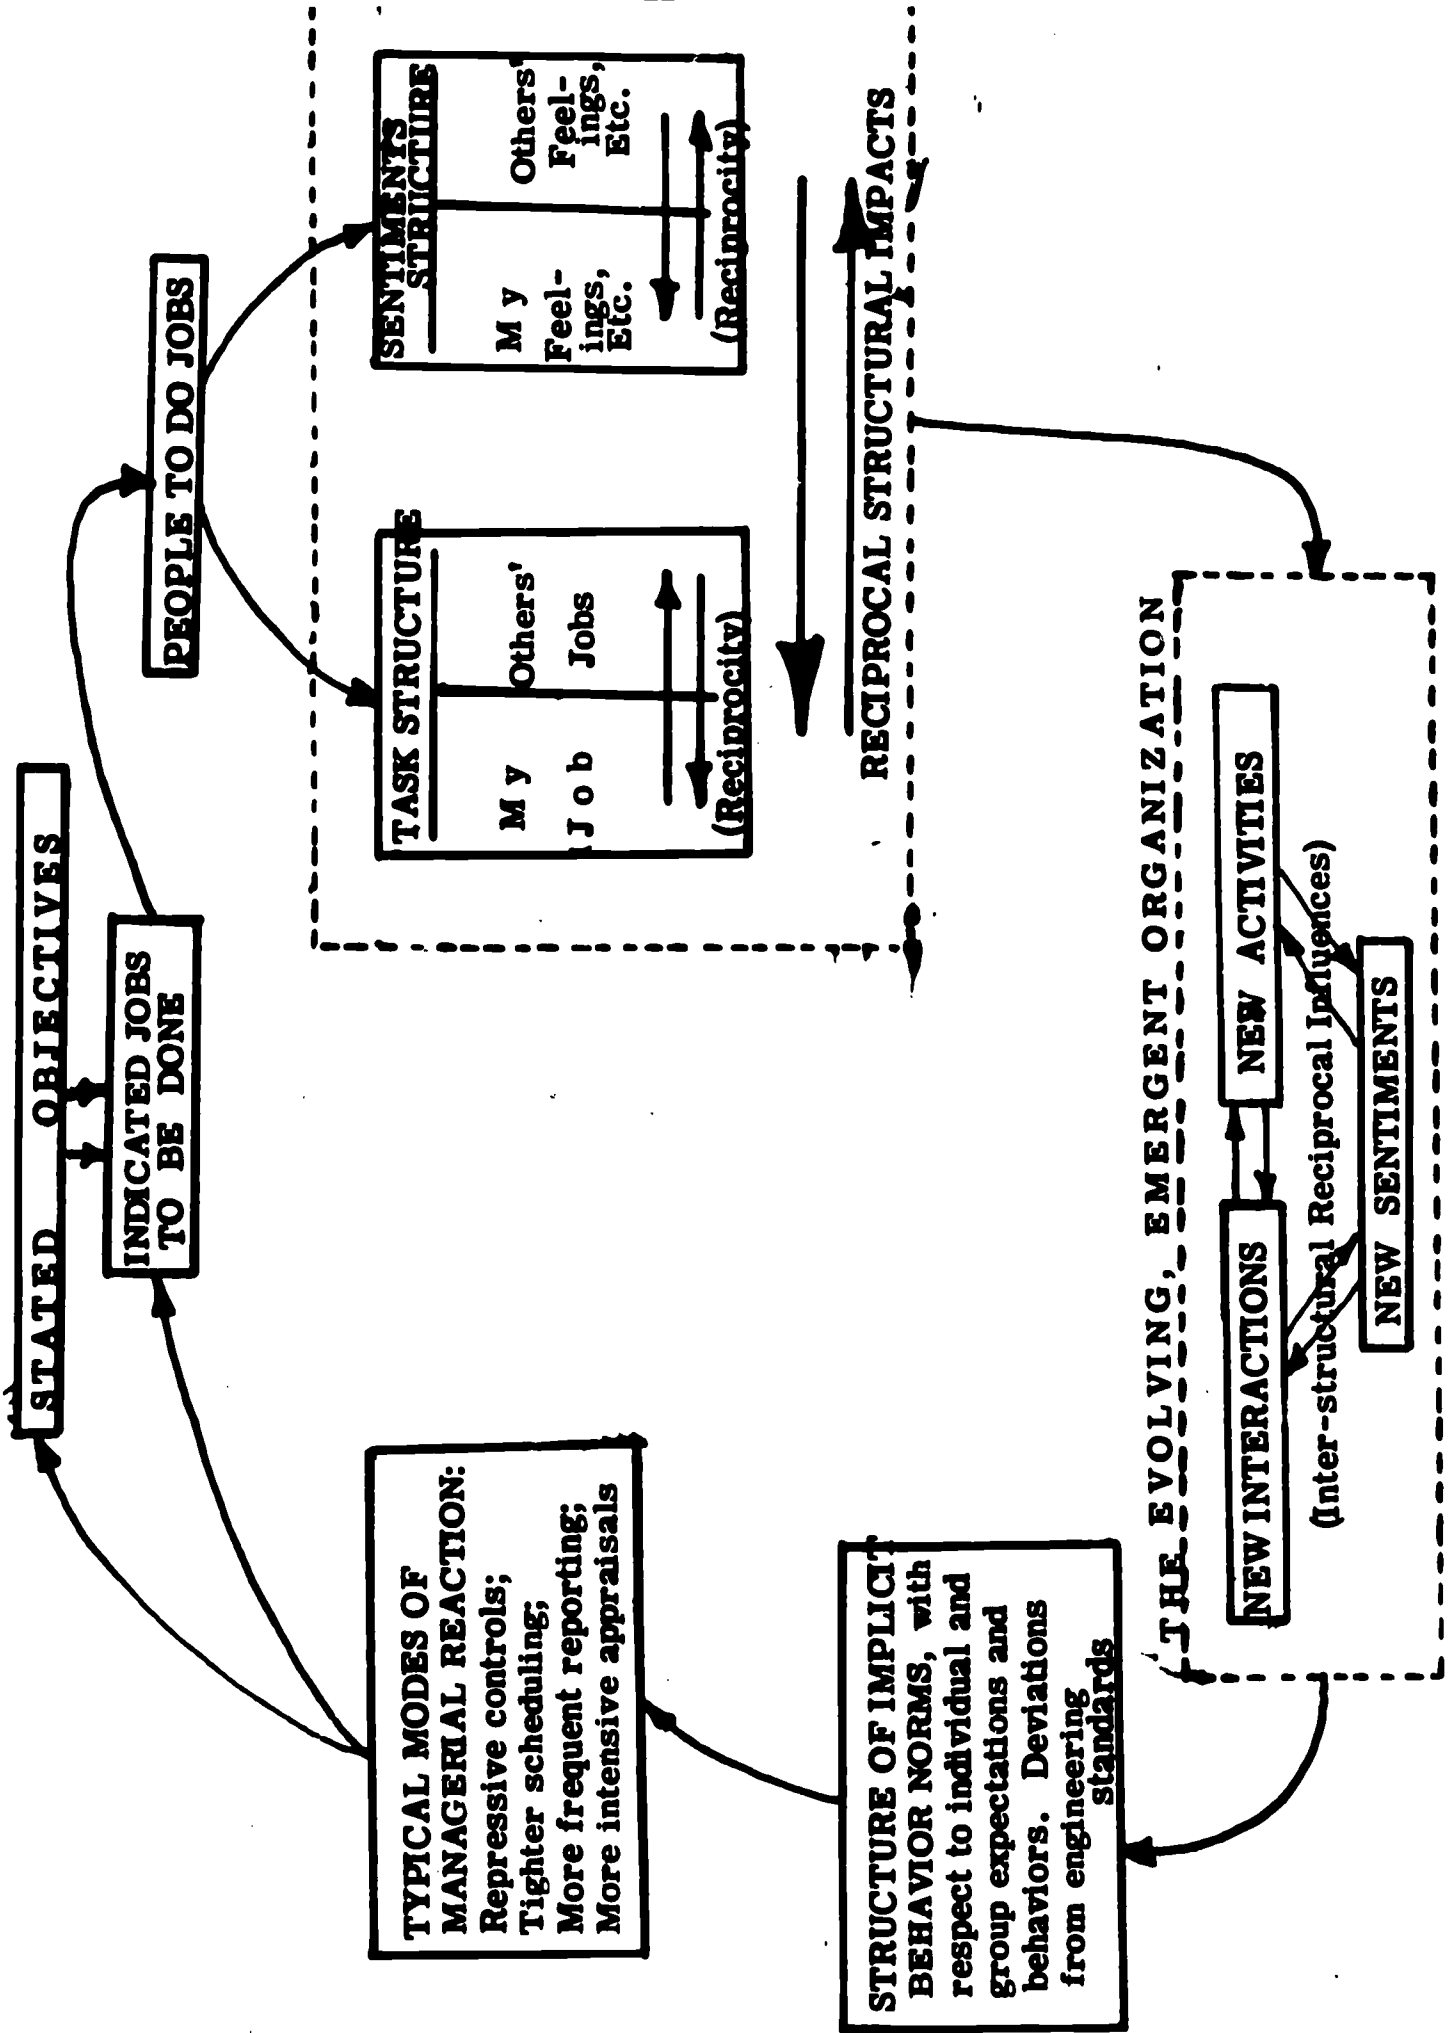 STATED OBJECTIVES
INDICATED JOBS
TO BE DONE
PEOPLE TO DO JOBS
TASK STRUCTURE
My
Job
Others'
Jobs
(Reciprocity)
SENTIMENTS
STRUCTURE
My
Feel-
ings,
Etc.
Others'
Feel-
ings,
Etc.
(Reciprocity)
RECIPROCAL STRUCTURAL IMPACTS
TYPICAL MODES OF
MANAGERIAL REACTION:
Repressive controls;
Tighter scheduling;
More frequent reporting;
More intensive appraisals
STRUCTURE OF IMPLICIT
BEHAVIOR NORMS, with
respect to individual and
group expectations and
behaviors. Deviations
from engineering
standards
THE EVOLVING, EMERGENT ORGANIZATION
NEW INTERACTIONS
NEW ACTIVITIES
(Inter-structural Reciprocal Influences)
NEW SENTIMENTS